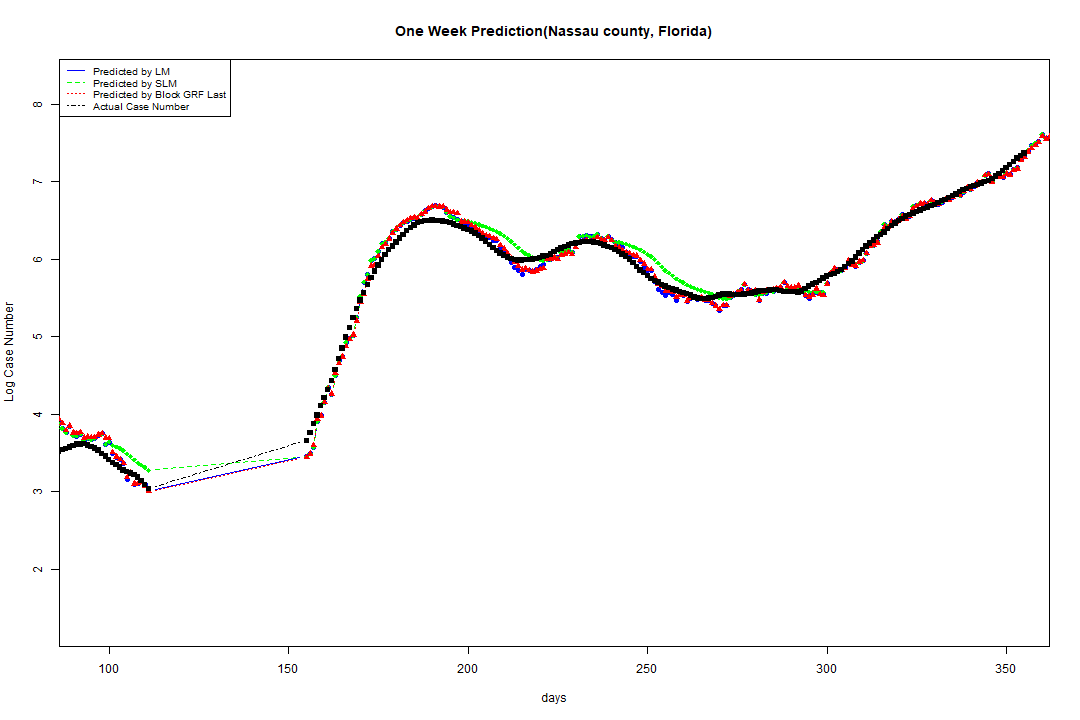 One Week Prediction(Nassau county, Florida)
Predicted by LM
Predicted by SLM
Predicted by Block GRF Last
Actual Case Number
8
7
6
5
4
3
2
Log Case Number
100 150 200 250 300 350
days